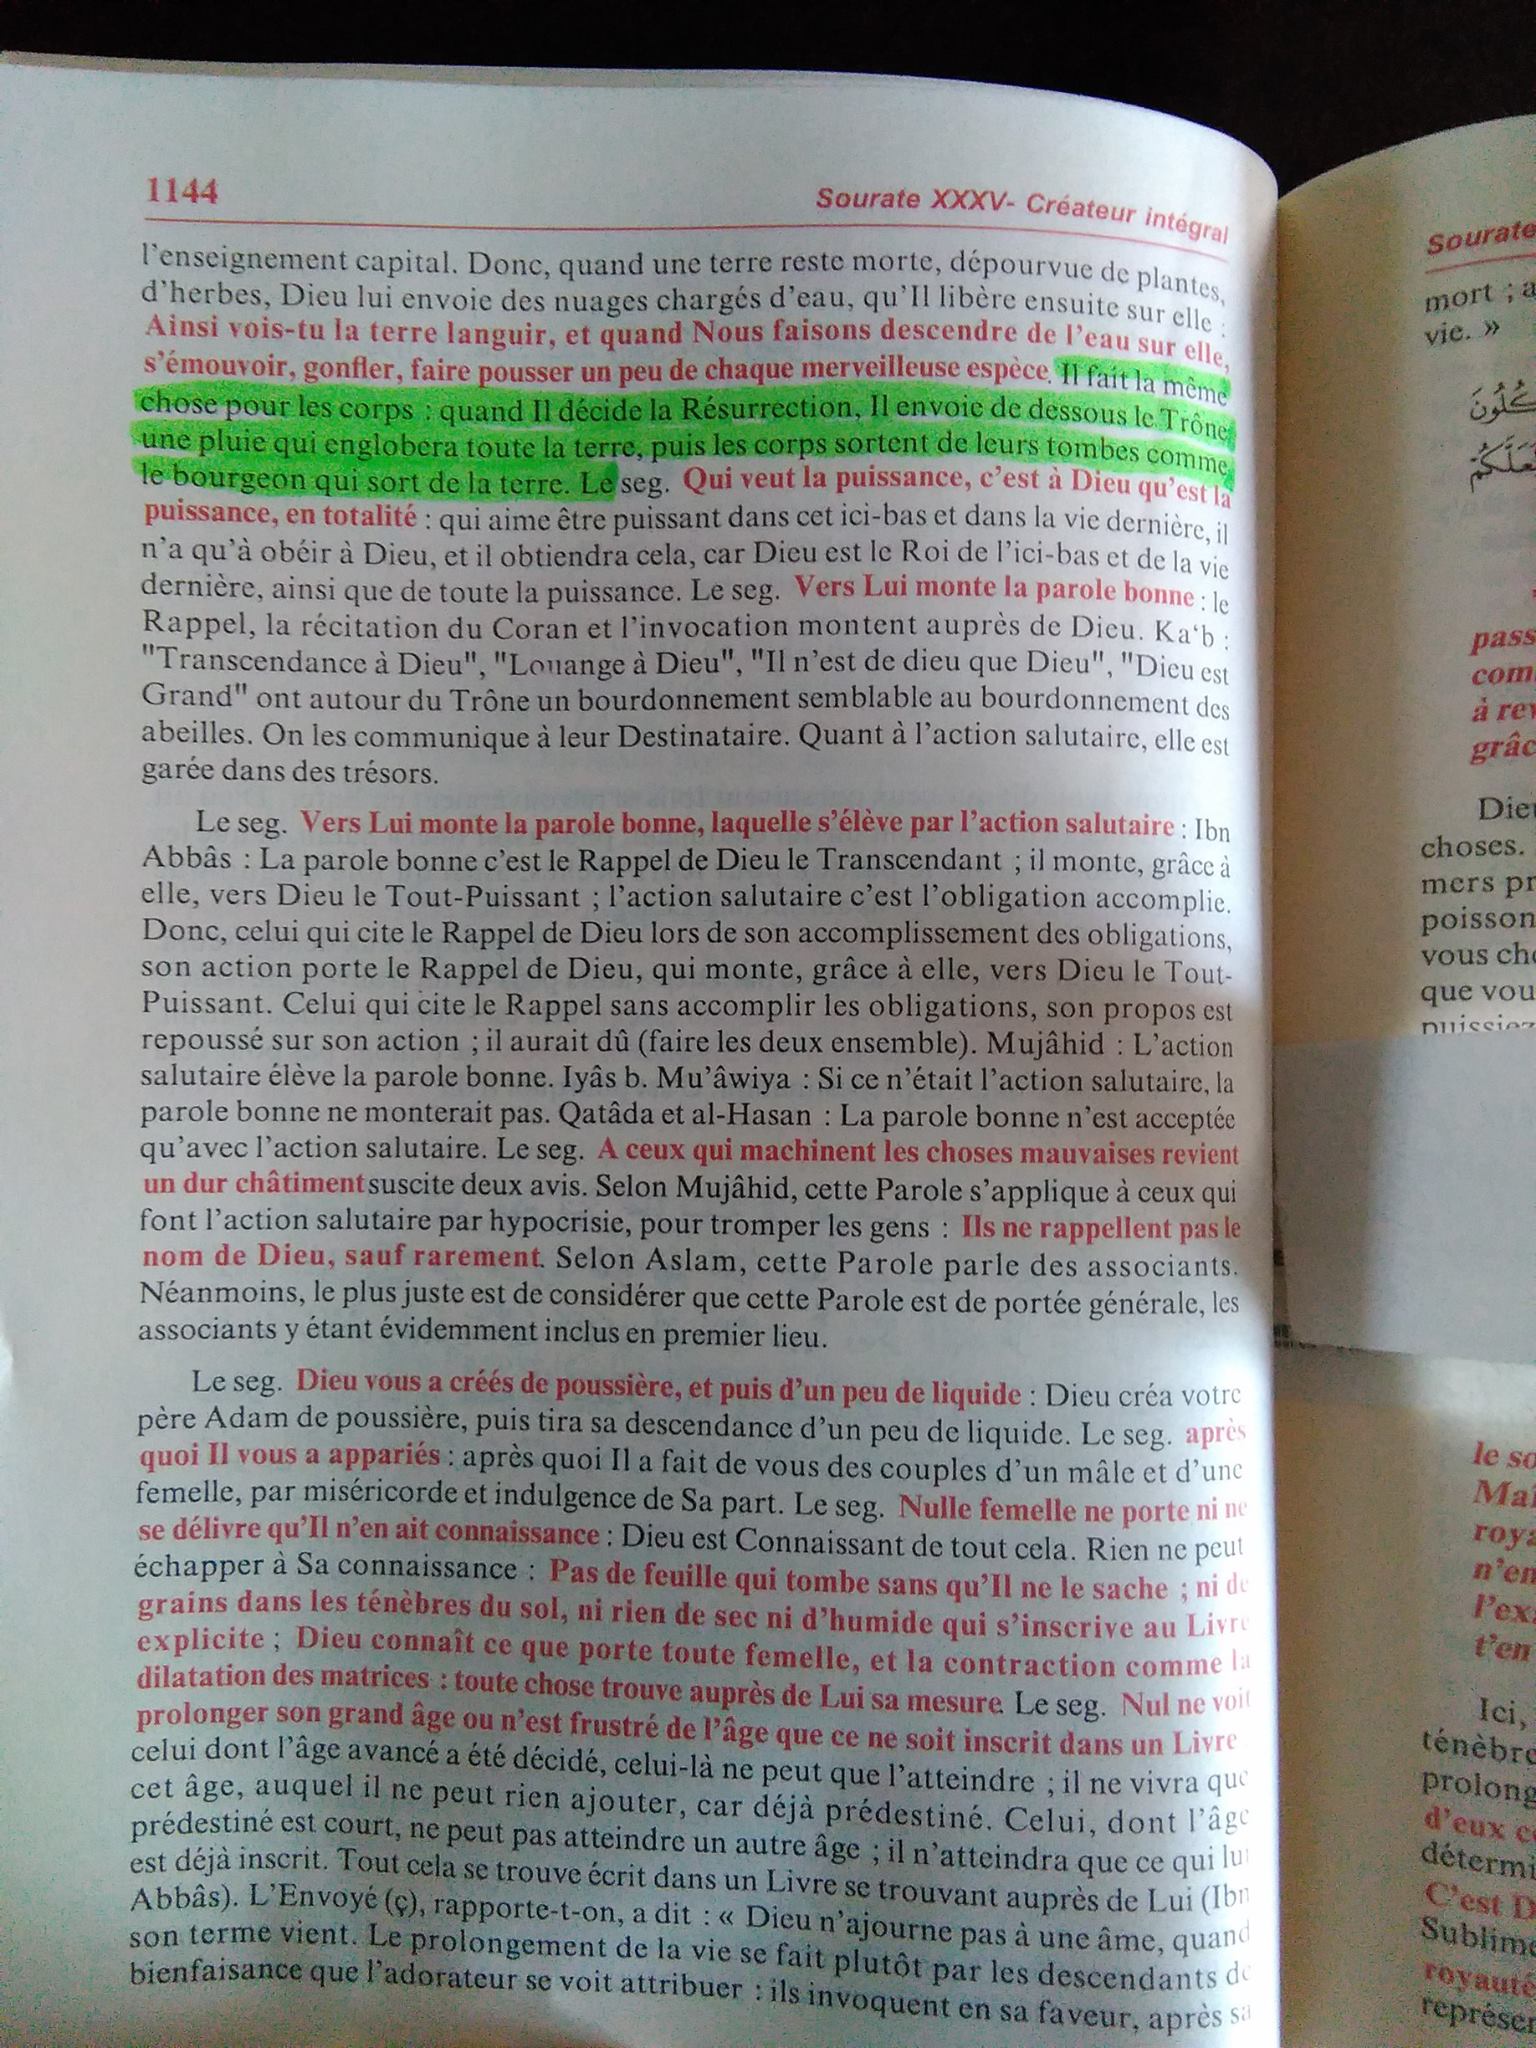 1144
Sourate XXXV- Créateur intégral
l'enseignement capital. Donc, quand une terre reste morte, dépourvue de plantes,
d'herbes, Dieu lui envoie des nuages chargés d'eau, qu'Il libère ensuite sur elle :
Ainsi vois-tu la terre languir, et quand Nous faisons descendre de l'eau sur elle,
s'émouvoir, gonfler, faire pousser un peu de chaque merveilleuse espèce. Il fait la même
chose pour les corps : quand Il décide la Résurrection, Il envoie de dessous le Trône
une pluie qui englobera toute la terre, puis les corps sortent de leurs tombes comme
le bourgeon qui sort de la terre. Le seg. Qui veut la puissance, c'est à Dieu qu'est la
puissance, en totalité : qui aime être puissant dans cet ici-bas et dans la vie dernière, il
n'a qu'à obéir à Dieu, et il obtiendra cela, car Dieu est le Roi de l'ici-bas et de la vie
dernière, ainsi que de toute la puissance. Le seg. Vers Lui monte la parole bonne : le
Rappel, la récitation du Coran et l'invocation montent auprès de Dieu. Ka‘b :
"Transcendance à Dieu", "Louange à Dieu", "Il n'est de dieu que Dieu", "Dieu est
Grand" ont autour du Trône un bourdonnement semblable au bourdonnement des
abeilles. On les communique à leur Destinataire. Quant à l'action salutaire, elle est
garée dans des trésors.
Le seg. Vers Lui monte la parole bonne, laquelle s'élève par l'action salutaire : Ibn
Abbâs : La parole bonne c'est le Rappel de Dieu le Transcendant ; il monte, grâce à
elle, vers Dieu le Tout-Puissant ; l'action salutaire c'est l'obligation accomplie.
Donc, celui qui cite le Rappel de Dieu lors de son accomplissement des obligations,
son action porte le Rappel de Dieu, qui monte, grâce à elle, vers Dieu le Tout-
Puissant. Celui qui cite le Rappel sans accomplir les obligations, son propos est
repoussé sur son action ; il aurait dû (faire les deux ensemble). Mujâhid : L'action
salutaire élève la parole bonne. Iyâs b. Mu'âwiya : Si ce n'était l'action salutaire, la
parole bonne ne monterait pas. Qatâda et al-Hasan : La parole bonne n'est acceptée
qu'avec l'action salutaire. Le seg. A ceux qui machinent les choses mauvaises revient
un dur châtiment suscite deux avis. Selon Mujâhid, cette Parole s'applique à ceux qui
font l'action salutaire par hypocrisie, pour tromper les gens : Ils ne rappellent pas le
nom de Dieu, sauf rarement. Selon Aslam, cette Parole parle des associants.
Néanmoins, le plus juste est de considérer que cette Parole est de portée générale, les
associants y étant évidemment inclus en premier lieu.
Le seg. Dieu vous a créés de poussière, et puis d'un peu de liquide : Dieu créa votre
père Adam de poussière, puis tira sa descendance d'un peu de liquide. Le seg. après
quoi Il vous a appariés : après quoi Il a fait de vous des couples d'un mâle et d'une
femelle, par miséricorde et indulgence de Sa part. Le seg. Nulle femelle ne porte ni ne
se délivre qu'Il n'en ait connaissance : Dieu est Connaissant de tout cela. Rien ne peut
échapper à Sa connaissance : Pas de feuille qui tombe sans qu'Il ne le sache ; ni de
grains dans les ténèbres du sol, ni rien de sec ni d'humide qui s'inscrive au Livre
explicite ; Dieu connaît ce que porte toute femelle, et la contraction comme la
dilatation des matrices : toute chose trouve auprès de Lui sa mesure. Le seg. Nul ne voit
prolonger son grand âge ou n'est frustré de l'âge que ce ne soit inscrit dans un Livre
celui dont l'âge avancé a été décidé, celui-là ne peut que l'atteindre ; il ne vivra que
cet âge, auquel il ne peut rien ajouter, car déjà prédestiné. Celui, dont l'âge
prédestiné est court, ne peut pas atteindre un autre âge ; il n'atteindra que ce qui lui
est déjà inscrit. Tout cela se trouve écrit dans un Livre se trouvant auprès de Lui (Ibn
Abbâs). L'Envoyé (ç), rapporte-t-on, a dit : « Dieu n'ajourne pas à une âme, quand
son terme vient. Le prolongement de la vie se fait plutôt par les descendants de
bienfaisance que l'adorateur se voit attribuer : ils invoquent en sa faveur, après sa
Sourate
mort ;
vie. »
choses.
mers
vous
que
à
Ici,
C'est